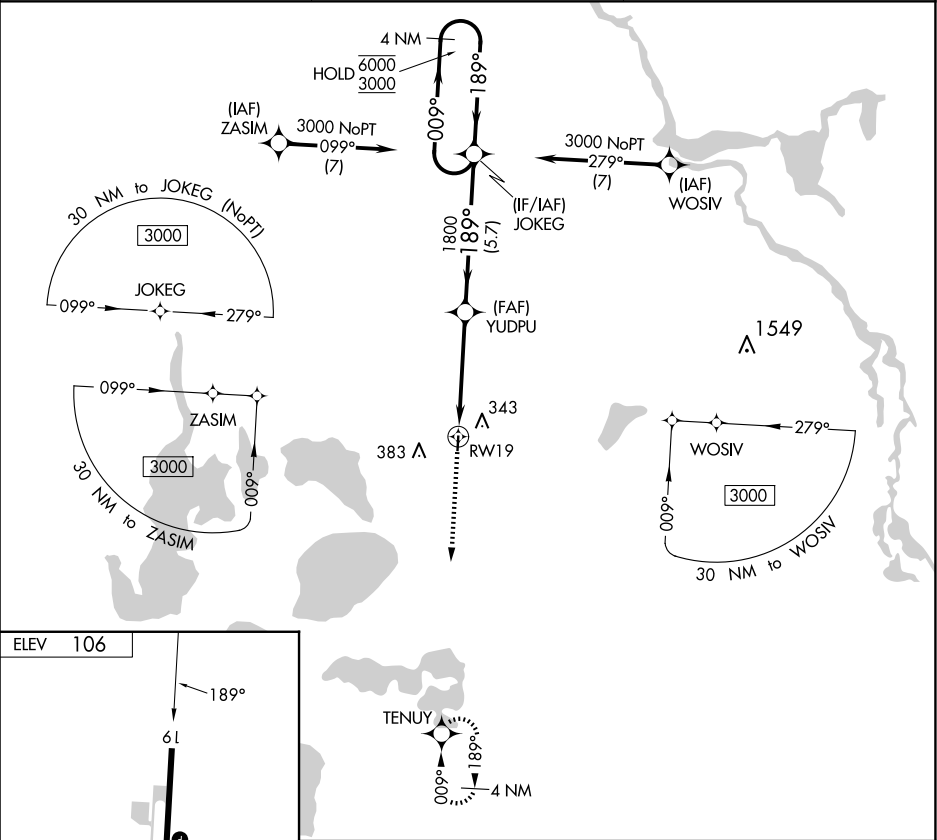 4 NM
HOLD 6000
3000
189°
009°
(IAF)
ZASIM
3000 NoPT
099°
(7)
3000 NoPT
279°
(7)
(IAF)
WOSIV
(IF/IAF)
JOKEG
1800
189°
(5.7)
(FAF)
YUDPU
30 NM to JOKEG (NoPT)
3000
JOKEG
099°
279°
1549
099°
ZASIM
3000
009°
30 NM to ZASIM
343
383
RW19
WOSIV
279°
3000
009°
30 NM to WOSIV
ELEV 106
189°
19
TENUY
189°
009°
4 NM